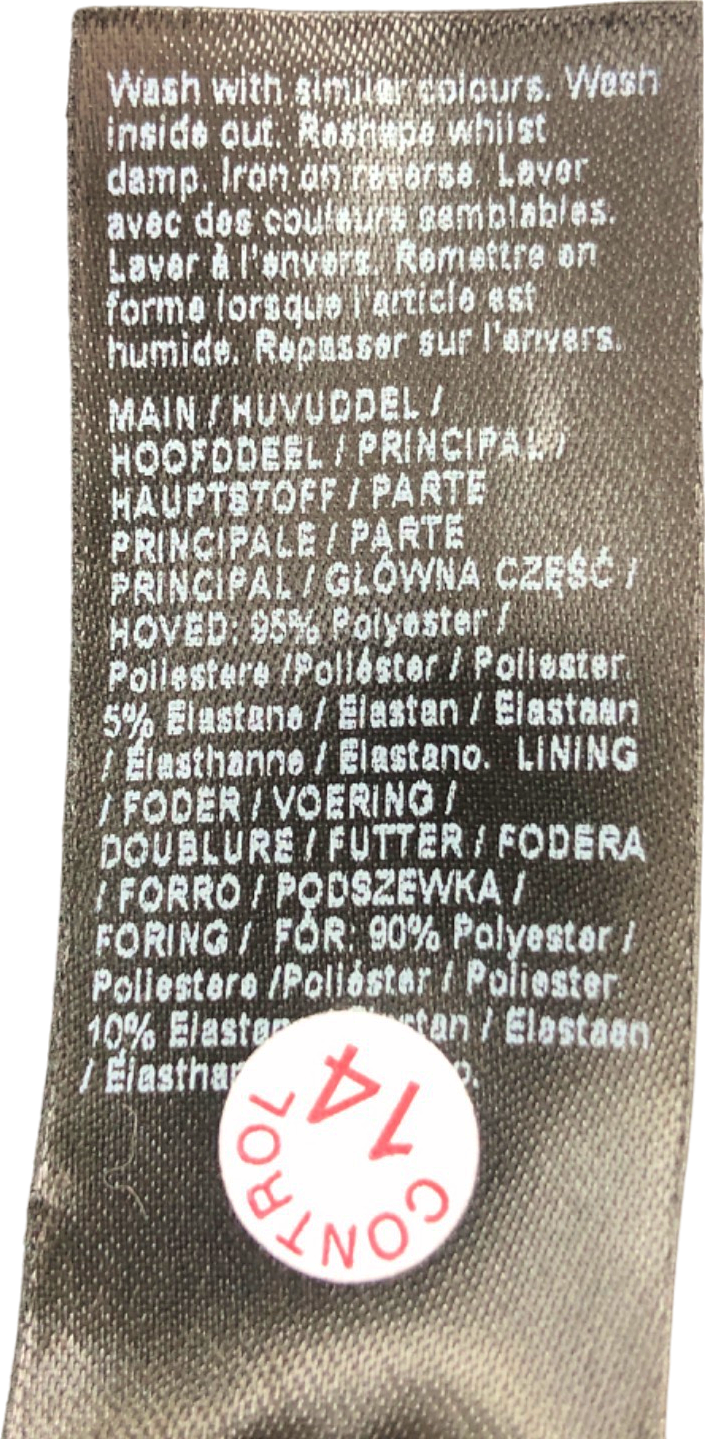 Wash with similar colours. Wash
inside out. Reshape whilst
damp. Iron on reverse. Laver
avec des couleurs semblables.
Laver à l'envers. Remettre en
forme lorsque l'article est
humide. Repasser sur l'envers.
MAIN / HUVUDDEL /
HOOFDDEEL / PRINCIPAL /
HAUPTSTOFF / PARTE
PRINCIPALE / PARTE
PRINCIPAL / GŁÓWNA CZĘŚĆ /
HOVED: 95% Polyester /
Poliestere /Poliéster / Poliester.
5% Elastane / Elastan / Elastaan
/ Élasthanne / Elastano. LINING
/ FODER / VOERING /
DOUBLURE / FUTTER / FODERA
/ FORRO / PODSZEWKA /
FORING / FÓR: 90% Polyester /
Poliestere /Poliéster / Poliester.
10% / Elastaan
/
CONTROL
14